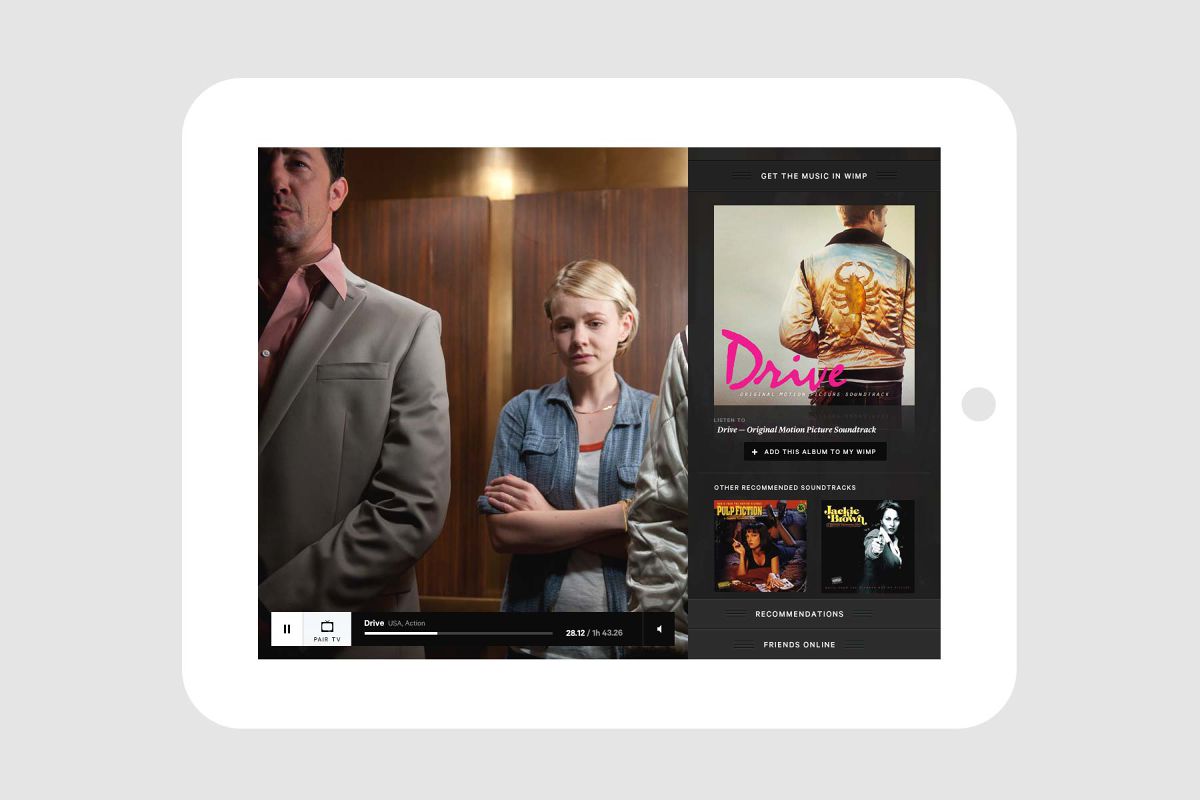 GET THE MUSIC IN WIMP
Drive
ORIGINAL MOTION PICTURE SOUNDTRACK
LISTEN TO
Drive — Original Motion Picture Soundtrack
+ ADD THIS ALBUM TO MY WIMP
OTHER RECOMMENDED SOUNDTRACKS
PULP FICTION
Jackie Brown
RECOMMENDATIONS
FRIENDS ONLINE
PAIR TV
Drive USA, Action
28.12 / 1h 43.26